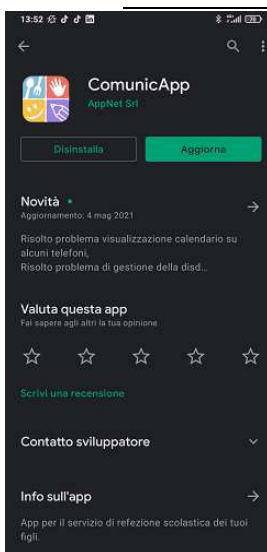 13:52
ComunicApp
AppNet Srl
Disinstalla
Aggiorna
Novità
Aggiornamento: 4 mag 2021
Risolto problema visualizzazione calendario su
alcuni telefoni,
Risolto problema di gestione della disd...
Valuta questa app
Fai sapere agli altri la tua opinione
Scrivi una recensione
Contatto sviluppatore
Info sull'app
App per il servizio di refezione scolastica dei tuoi
figli.